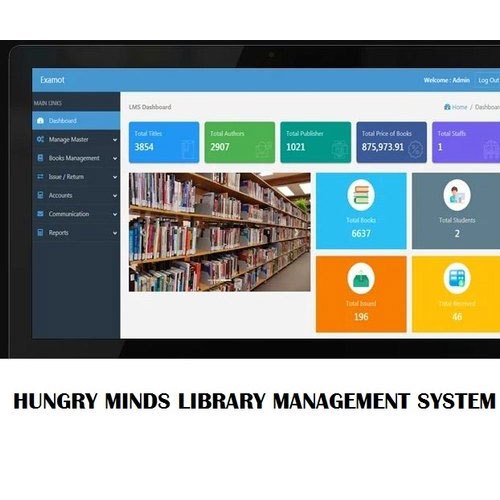 Examot
Welcome : Admin
Log Out
MAIN LINKS
Dashboard
Manage Master
Books Management
Issue / Return
Accounts
Communication
Reports
LMS Dashboard
Home / Dashboar
Total Titles
3854
Total Authors
2907
Total Publisher
1021
Total Price of Books
875,973.91
Total Staffs
1
Total Books
6637
Total Students
2
Total Issued
196
Total Received
46
HUNGRY MINDS LIBRARY MANAGEMENT SYSTEM